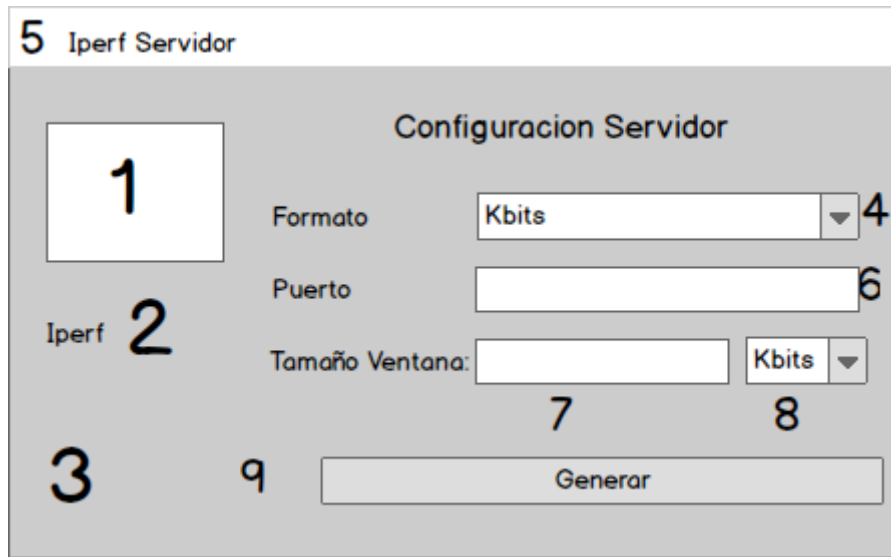 5 Iperf Servidor
Configuracion Servidor
1
Formato Kbits 4
Puerto 6
Iperf 2
Tamaño Ventana: Kbits
7 8
3 9 Generar